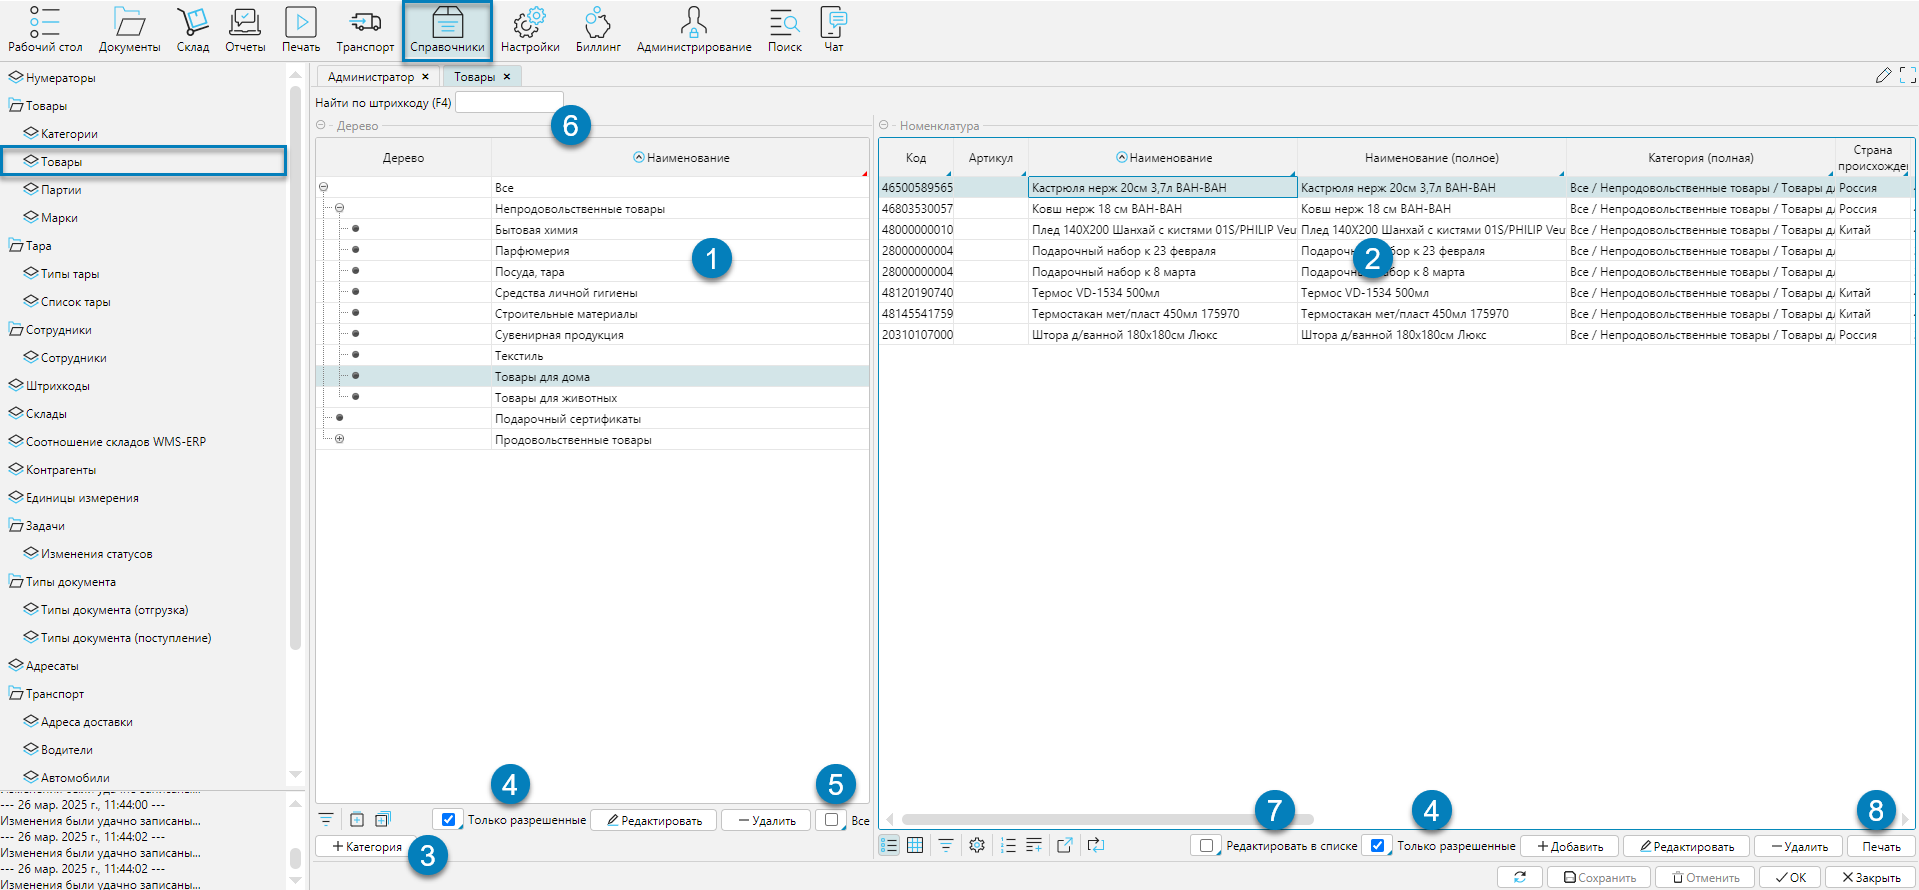 Рабочий стол
Документы
Склад
Отчеты
Печать
Транспорт
Справочники
Настройки
Биллинг
Администрирование
Поиск
Чат
Нумераторы
Товары
Категории
Товары
Партии
Марки
Тара
Типы тары
Список тары
Сотрудники
Сотрудники
Штрихкоды
Склады
Соотношение складов WMS-ERP
Контрагенты
Единицы измерения
Задачи
Изменения статусов
Типы документа
Типы документа (отгрузка)
Типы документа (поступление)
Адресаты
Транспорт
Адреса доставки
Водители
Автомобили
--- 26 мар. 2025 г., 11:44:00 ---
Изменения были удачно записаны...
--- 26 мар. 2025 г., 11:44:02 ---
Изменения были удачно записаны...
--- 26 мар. 2025 г., 11:44:02 ---
Изменения были удачно записаны...
Администратор
Товары
Найти по штрихкоду (F4)
6
Дерево
Дерево Наименование
Все
Непродовольственные товары
Бытовая химия
Парфюмерия
1
Посуда, тара
Средства личной гигиены
Строительные материалы
Сувенирная продукция
Текстиль
Товары для дома
Товары для животных
Подарочный сертификаты
Продовольственные товары
4
5
Только разрешенные Редактировать Удалить Все
Категория
3
Номенклатура
Код Артикул Наименование Наименование (полное) Категория (полная) Страна происхожде
46500589565 Кастрюля нерж 20см 3,7л ВАН-ВАН Кастрюля нерж 20см 3,7л ВАН-ВАН Все / Непродовольственные товары / Товары дл Россия
46803530057 Ковш нерж 18 см ВАН-ВАН Ковш нерж 18 см ВАН-ВАН Все / Непродовольственные товары / Товары дл Россия
48000000010 Плед 140Х200 Шанхай с кистями 01S/PHILIP Veu Плед 140Х200 Шанхай с кистями 01S/PHILIP Veu Все / Непродовольственные товары / Товары дл Китай
28000000004 Подарочный набор к 23 февраля Подарочн бор к 23 февраля Все / Непродовольственные товары / Товары дл
2
28000000004 Подарочный набор к 8 марта Подарочн бор к 8 марта Все / Непродовольственные товары / Товары дл
48120190740 Термос VD-1534 500мл Термос VD-1534 500мл Все / Непродовольственные товары / Товары дл Китай
48145541759 Термостакан мет/пласт 450мл 175970 Термостакан мет/пласт 450мл 175970 Все / Непродовольственные товары / Товары дл Китай
20310107000 Штора д/ванной 180х180см Люкс Штора д/ванной 180х180см Люкс Все / Непродовольственные товары / Товары дл Россия
7
4
8
Редактировать в списке Только разрешенные Добавить Редактировать Удалить Печать
Сохранить Отменить OK Закрыть